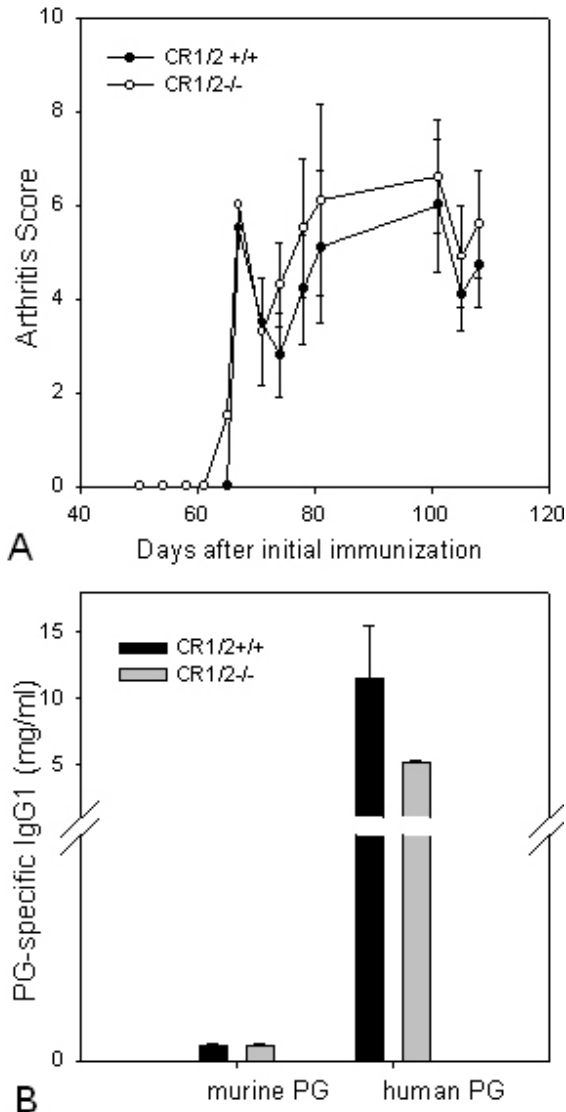 10
CR1/2 +/+
CR1/2-/-
8
6
4
2
0
Arthritis Score
40 60 80 100 120
A Days after initial immunization
CR1/2+/+
CR1/2-/-
15
10
5
0
PG-specific IgG1 (mg/ml)
B murine PG human PG